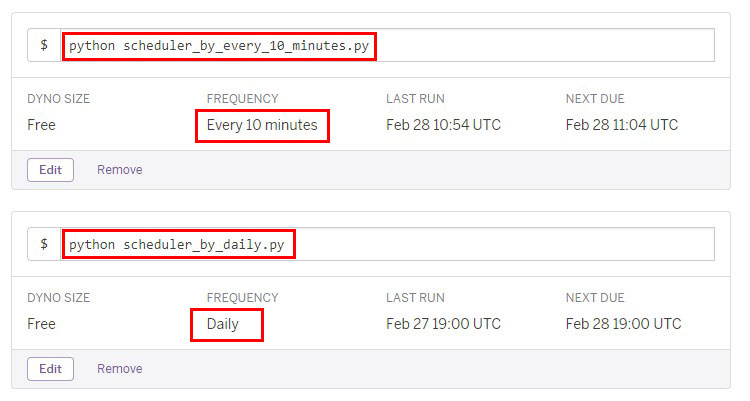 $ python scheduler_by_every_10_minutes.py
DYNO SIZE FREQUENCY LAST RUN NEXT DUE
Free Every 10 minutes Feb 28 10:54 UTC Feb 28 11:04 UTC
Edit Remove
$ python scheduler_by_daily.py
DYNO SIZE FREQUENCY LAST RUN NEXT DUE
Free Daily Feb 27 19:00 UTC Feb 28 19:00 UTC
Edit Remove